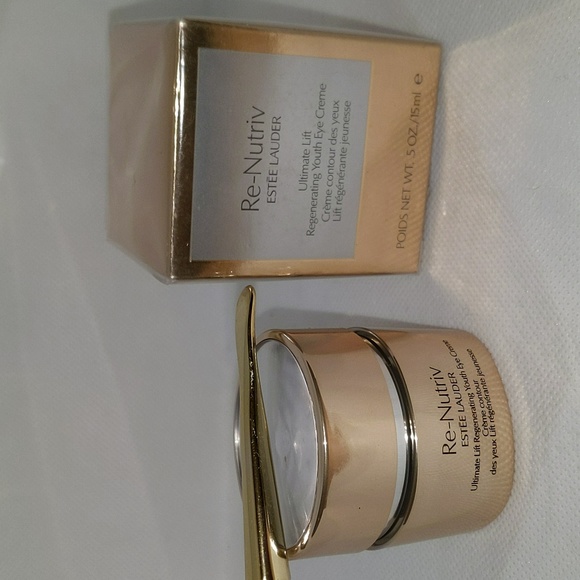 Re-Nutriv
ESTĒE LAUDER
Ultimate Lift
Regenerating Youth Eye Creme
Crème contour des yeux
Lift régénérante jeunesse
POIDS NET WT. .5 OZ./15ml ℮
Re-Nutriv
ESTĒE LAUDER
Ultimate Lift Regenerating Youth Eye Creme
Crème contour
des yeux Lift régénérante jeunesse